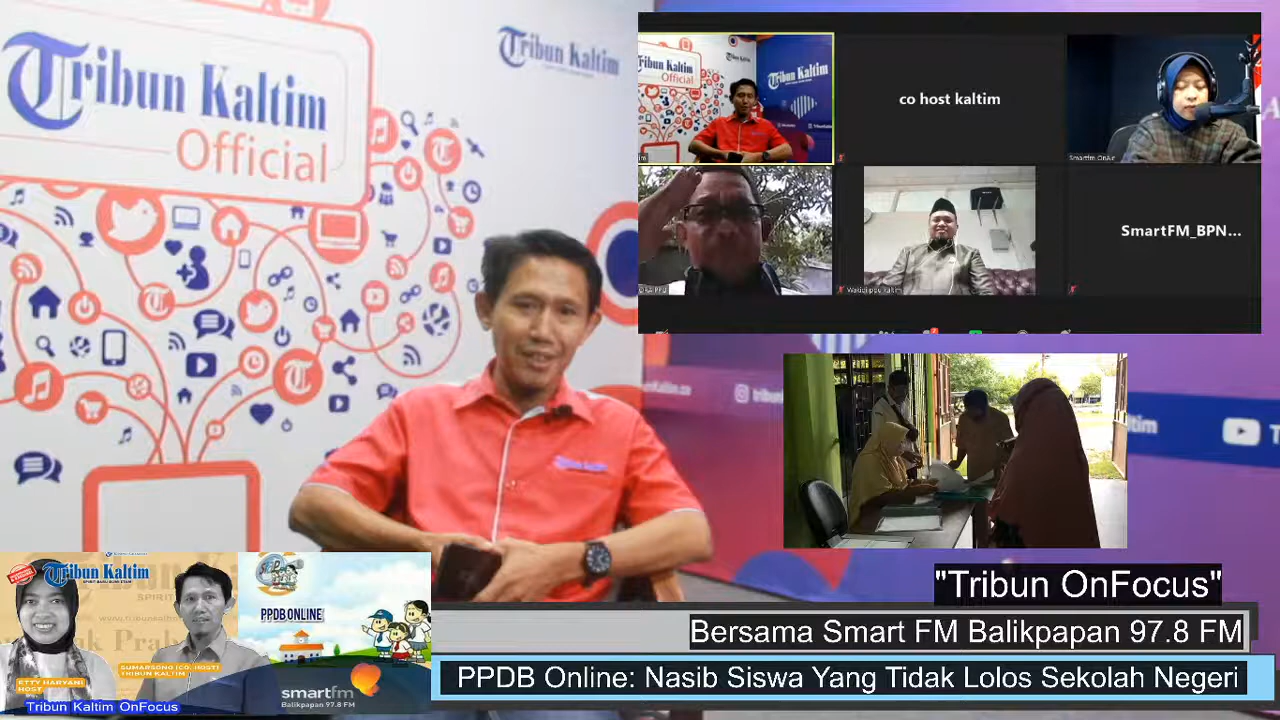 Tribun Kaltim
Official
Tribun Kaltim
Tribun Kaltim
Official
Tribun Kaltim
co host kaltim
Smartfm OnAir
SmartFM_BPN...
"Tribun OnFocus"
Bersama Smart FM Balikpapan 97.8 FM
PPDB Online: Nasib Siswa Yang Tidak Lolos Sekolah Negeri
Tribun Kaltim
PPDB ONLINE
SUMARSONO (CO. HOST)
TRIBUN KALTIM
ETTY HARYANI
HOST
smartfm
Balikpapan 97.8 FM
Tribun Kaltim OnFocus